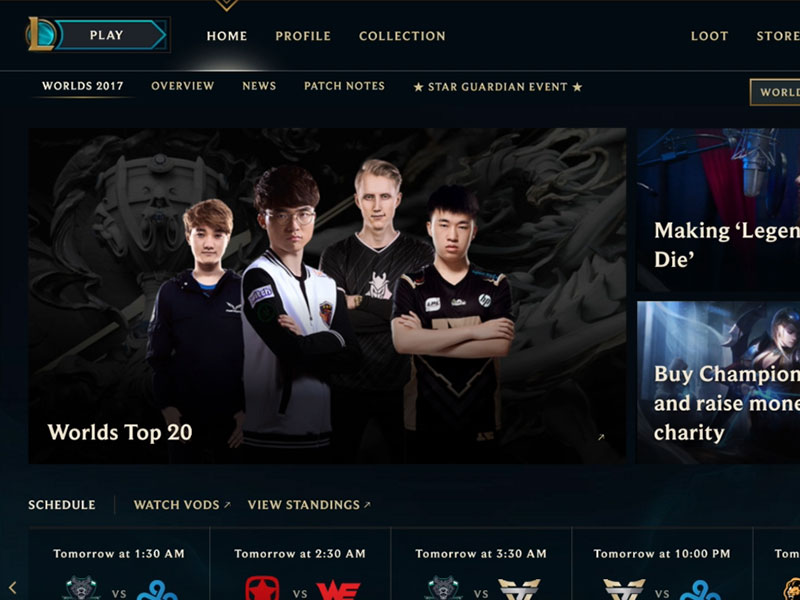 PLAY
HOME
PROFILE
COLLECTION
LOOT
STORE
WORLDS 2017
OVERVIEW
NEWS
PATCH NOTES
★ STAR GUARDIAN EVENT ★
WORLD
Making ‘Legen
Die’
Buy Champion
and raise mone
charity
Worlds Top 20
SCHEDULE
WATCH VODS
VIEW STANDINGS
Tomorrow at 1:30 AM
Tomorrow at 2:30 AM
Tomorrow at 3:30 AM
Tomorrow at 10:00 PM
Tom
VS
VS
VS
VS